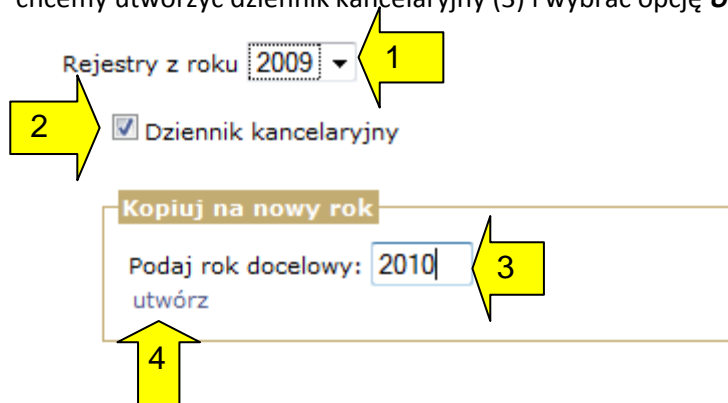 chcemy utworzyć dziennik kancelaryjny (3) i wybrać opcję
Rejestry z roku 2009 1
2 Dziennik kancelaryjny
Kopiuj na nowy rok
Podaj rok docelowy: 2010 3
utwórz
4